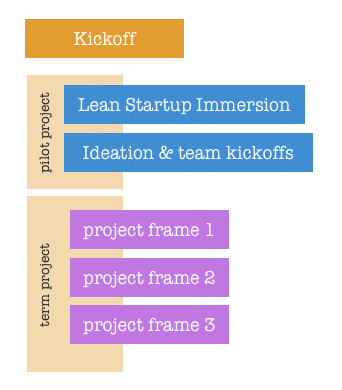 Kickoff
pilot project
Lean Startup Immersion
Ideation & team kickoffs
term project
project frame 1
project frame 2
project frame 3